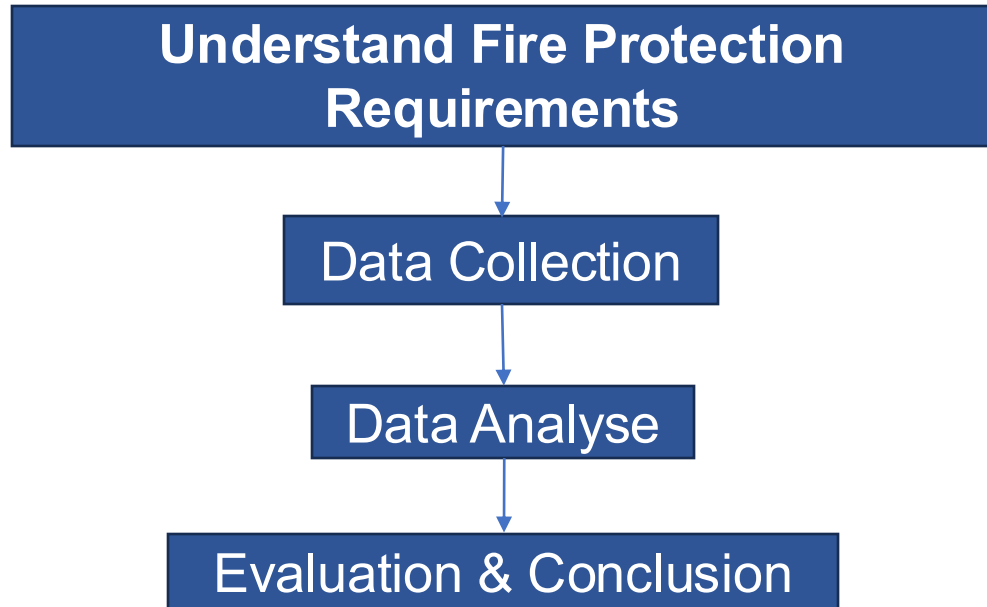 Understand Fire Protection
Requirements
Data Collection
Data Analyse
Evaluation & Conclusion